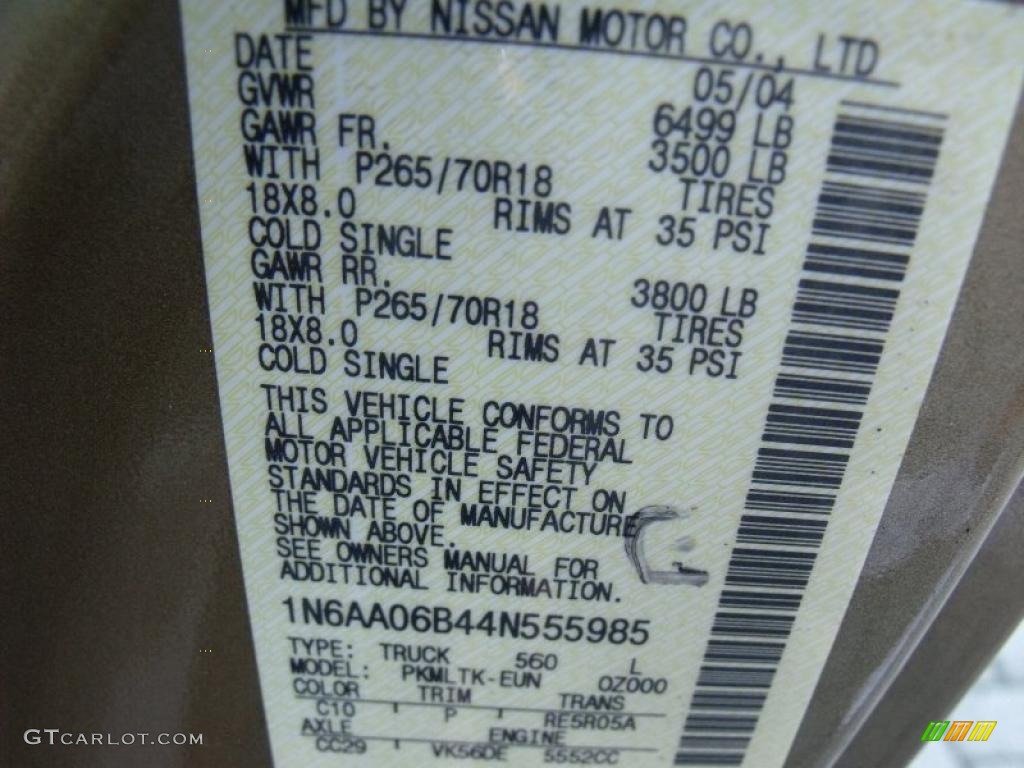 MFD BY NISSAN MOTOR CO., LTD
DATE 05/04
GVWR 6499 LB
GAWR FR. 3500 LB
WITH P265/70R18 TIRES
18X8.0 RIMS AT 35 PSI
COLD SINGLE
GAWR RR. 3800 LB
WITH P265/70R18 TIRES
18X8.0 RIMS AT 35 PSI
COLD SINGLE
THIS VEHICLE CONFORMS TO
ALL APPLICABLE FEDERAL
MOTOR VEHICLE SAFETY
STANDARDS IN EFFECT ON
THE DATE OF MANUFACTURE
SHOWN ABOVE.
SEE OWNERS MANUAL FOR
ADDITIONAL INFORMATION.
1N6AA06B44N555985
TYPE: TRUCK 560 L
MODEL: PKMLTK-EUN OZ000
COLOR TRIM TRANS
C10 P RE5R05A
AXLE ENGINE
CC29 VK56DE 5552CC
GTCARLOT.COM